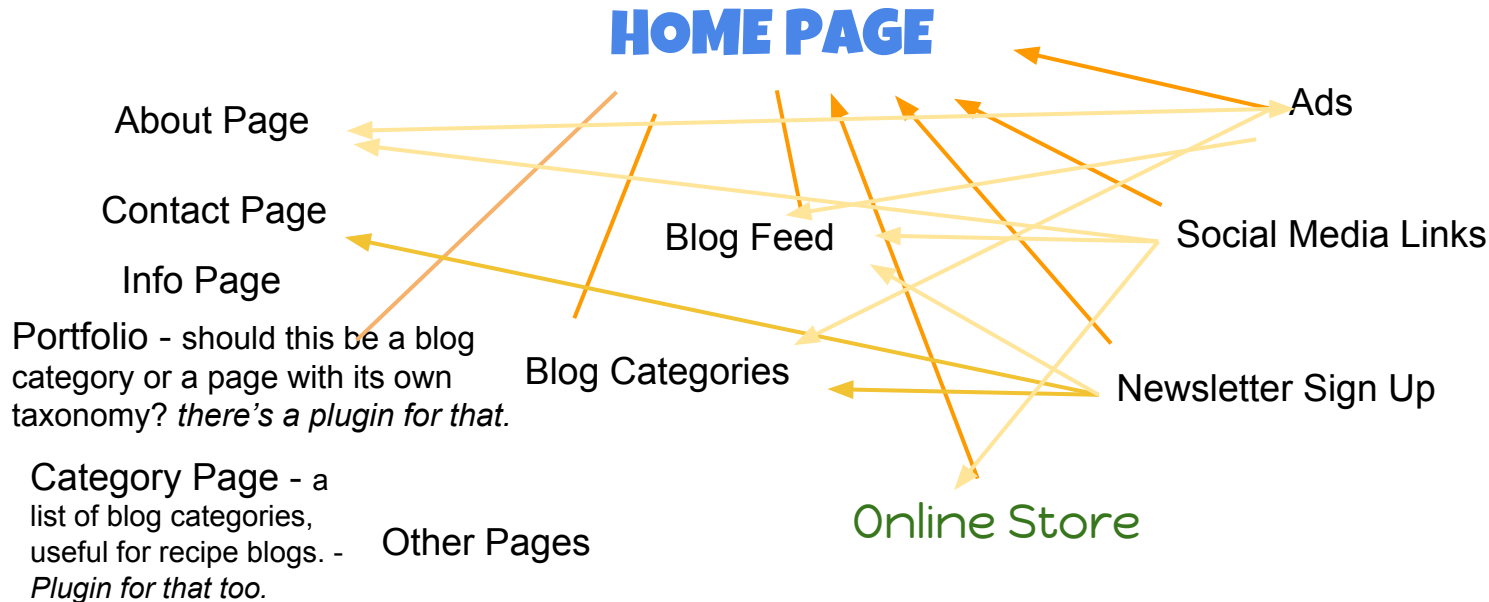 HOME PAGE
About Page
Ads
Contact Page
Blog Feed
Social Media Links
Info Page
Portfolio - should this be a blog
category or a page with its own
taxonomy? there’s a plugin for that.
Blog Categories
Newsletter Sign Up
Category Page - a
list of blog categories,
useful for recipe blogs. -
Plugin for that too.
Other Pages
Online Store